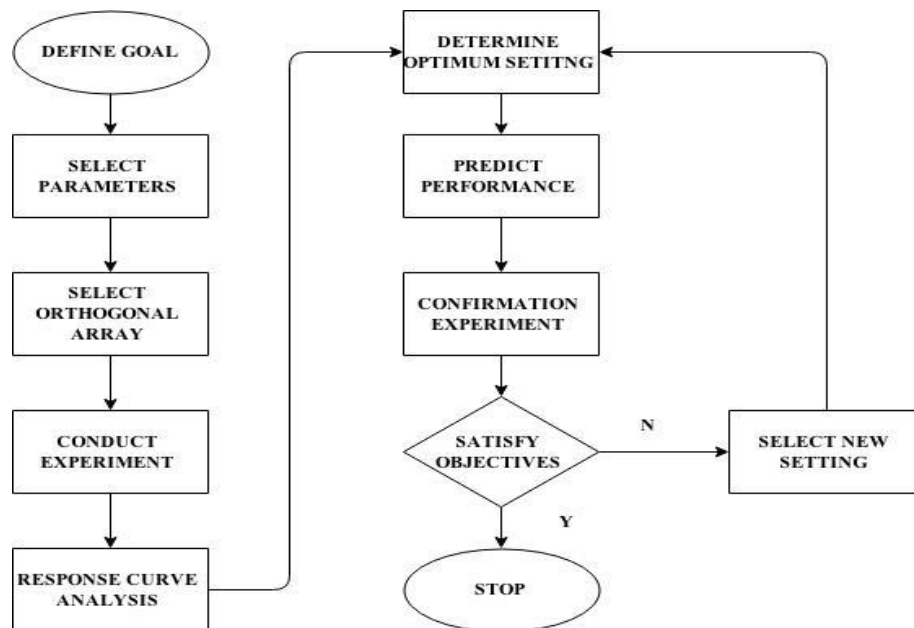 DEFINE GOAL
SELECT
PARAMETERS
SELECT
ORTHOGONAL
ARRAY
CONDUCT
EXPERIMENT
RESPONSE CURVE
ANALYSIS
DETERMINE
OPTIMUM SETITNG
PREDICT
PERFORMANCE
CONFIRMATION
EXPERIMENT
SATISFY
OBJECTIVES
N
SELECT NEW
SETTING
Y
STOP